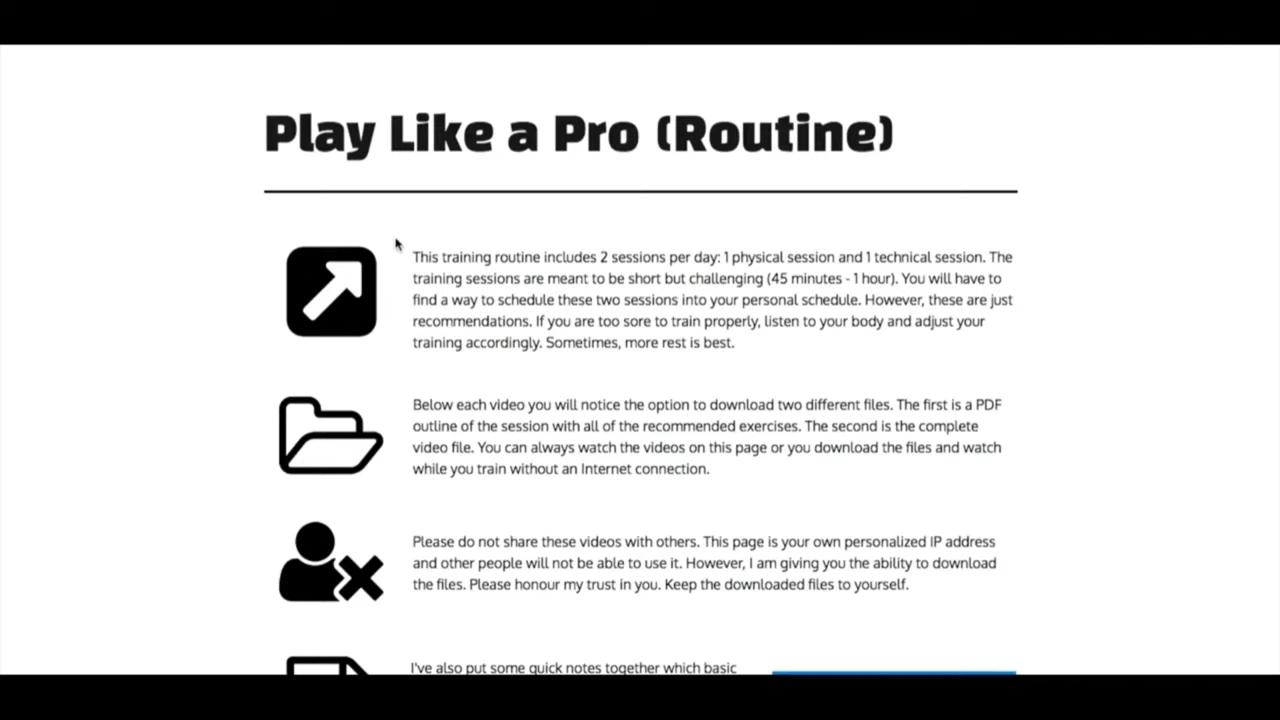 Play Like a Pro (Routine)
This training routine includes 2 sessions per day: 1 physical session and 1 technical session. The
training sessions are meant to be short but challenging (45 minutes - 1 hour). You will have to
find a way to schedule these two sessions into your personal schedule. However, these are just
recommendations. If you are too sore to train properly, listen to your body and adjust your
training accordingly. Sometimes, more rest is best.
Below each video you will notice the option to download two different files. The first is a PDF
outline of the session with all of the recommended exercises. The second is the complete
video file. You can always watch the videos on this page or you download the files and watch
while you train without an Internet connection.
Please do not share these videos with others. This page is your own personalized IP address
and other people will not be able to use it. However, I am giving you the ability to download
the files. Please honour my trust in you. Keep the downloaded files to yourself.
I've also put some quick notes together which basic